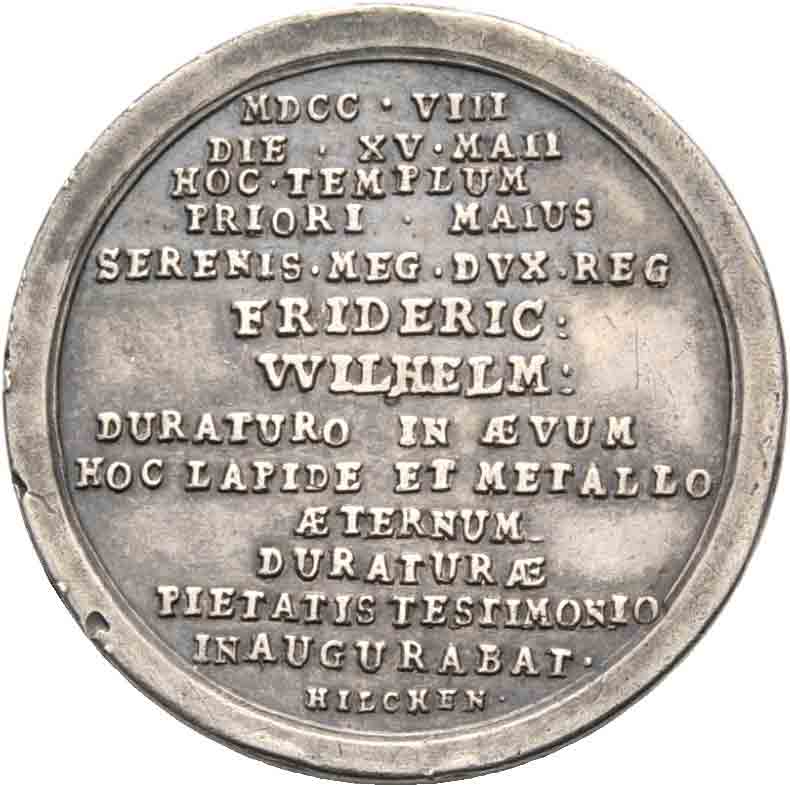 MDCC · VIII
DIE · XV · MAII
HOC · TEMPLUM
PRIORI · MAIUS
SERENIS · MEG · DVX · REG
FRIDERIC:
WILHELM:
DURATURO IN ÆVUM
HOC LAPIDE ET METALLO
ÆTERNUM
DURATURÆ
PIETATIS TESTIMONIO
INAUGURABAT ·
HILCKEN ·